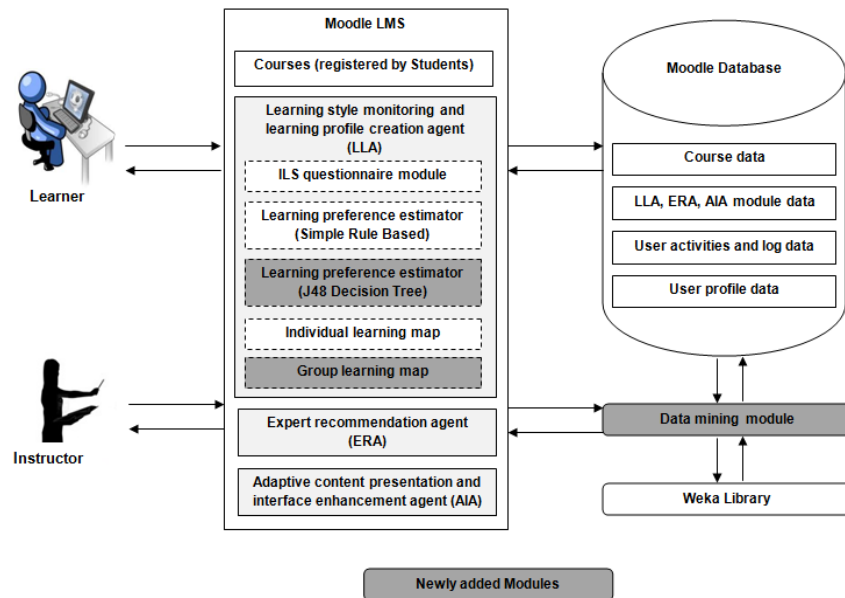 Moodle LMS
Courses (registered by Students)
Learning style monitoring and
learning profile creation agent
(LLA)
ILS questionnaire module
Learning preference estimator
(Simple Rule Based)
Learning preference estimator
(J48 Decision Tree)
Individual learning map
Group learning map
Expert recommendation agent
(ERA)
Adaptive content presentation and
interface enhancement agent (AIA)
Learner
Instructor
Moodle Database
Course data
LLA, ERA, AIA module data
User activities and log data
User profile data
Data mining module
Weka Library
Newly added Modules